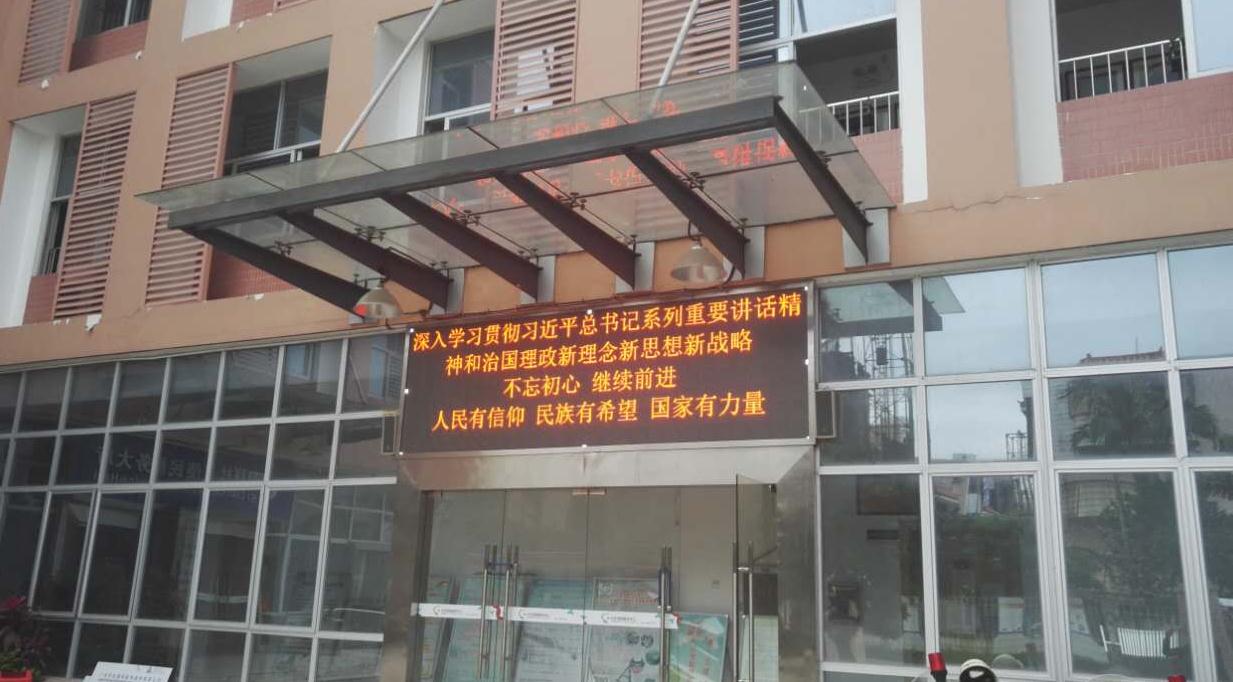 深入学习贯彻习近平总书记系列重要讲话精
神和治国理政新理念新思想新战略
不忘初心 继续前进
人民有信仰 民族有希望 国家有力量